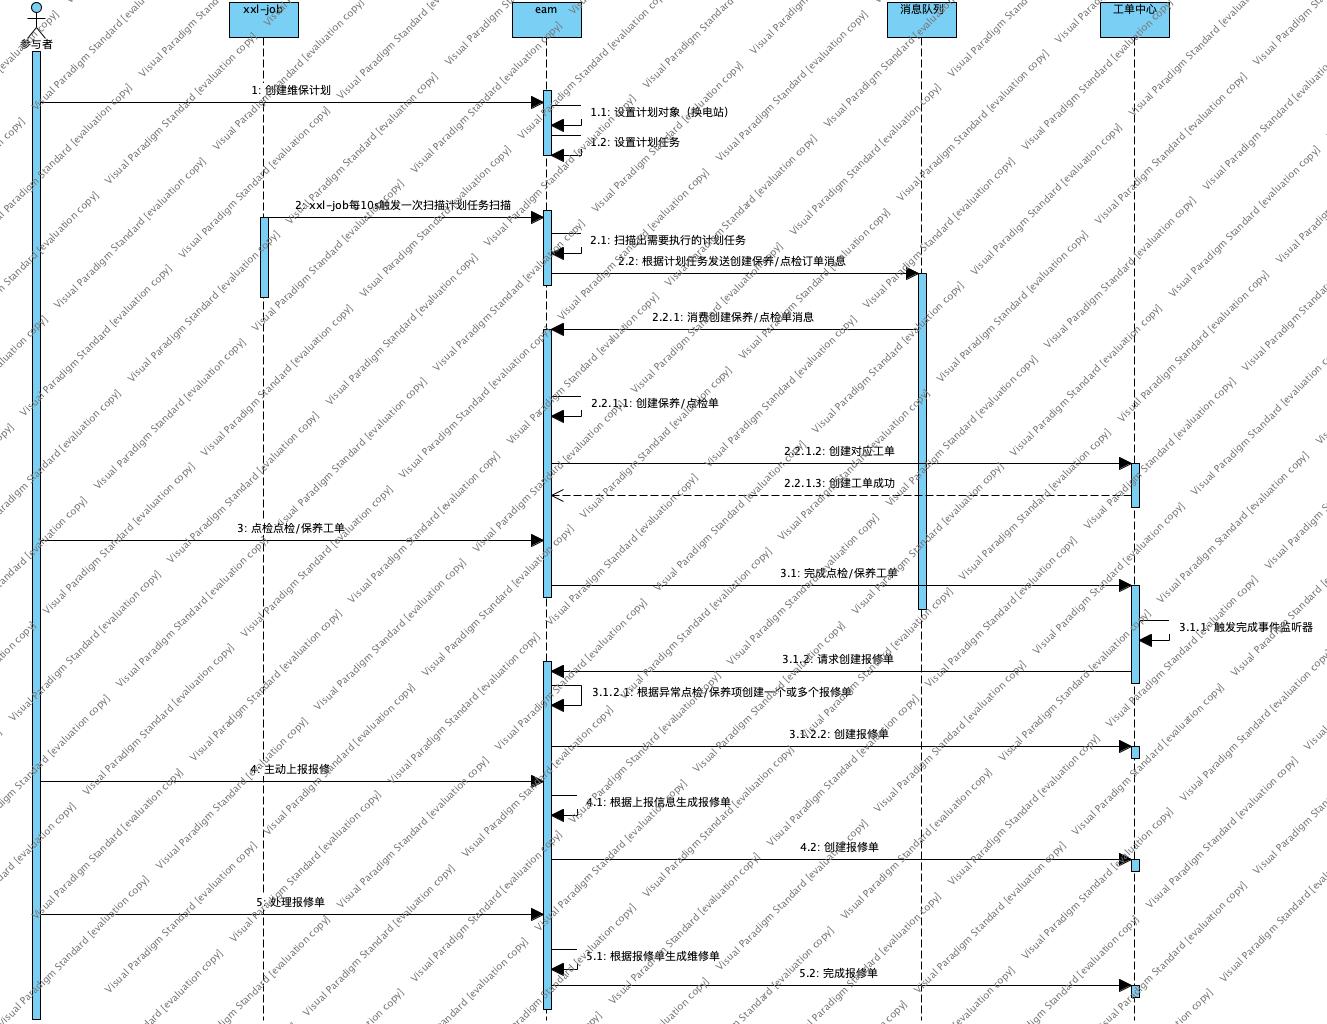 xxl-job
eam
消息队列
工单中心
参与者
1: 创建维保计划
1.1: 设置计划对象（换电站）
1.2: 设置计划任务
2: xxl-job每10s触发一次扫描计划任务扫描
2.1: 扫描出需要执行的计划任务
2.2: 根据计划任务发送创建保养/点检订单消息
2.2.1: 消费创建保养/点检单消息
2.2.1.1: 创建保养/点检单
2.2.1.2: 创建对应工单
2.2.1.3: 创建工单成功
3: 点检点检/保养工单
3.1: 完成点检/保养工单
3.1.1: 触发完成事件监听器
3.1.2: 请求创建报修单
3.1.2.1: 根据异常点检/保养项创建一个或多个报修单
3.1.2.2: 创建报修单
4: 主动上报报修
4.1: 根据上报信息生成报修单
4.2: 创建报修单
5: 处理报修单
5.1: 根据报修单生成维修单
5.2: 完成报修单
Visual Paradigm Standard [evaluation copy]